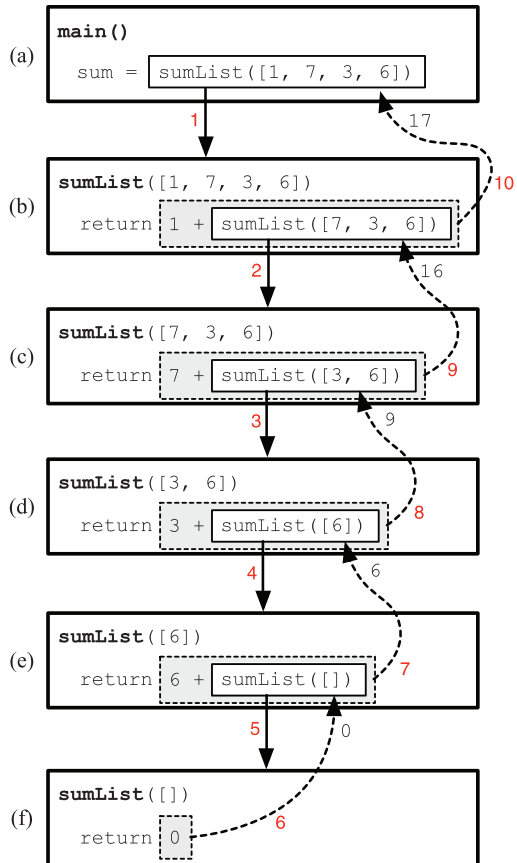 main()
(a)
sum = sumList([1, 7, 3, 6])
1
17
10
sumList([1, 7, 3, 6])
(b)
return 1 + sumList([7, 3, 6])
2
16
9
sumList([7, 3, 6])
(c)
return 7 + sumList([3, 6])
3
9
8
sumList([3, 6])
(d)
return 3 + sumList([6])
4
6
7
sumList([6])
(e)
return 6 + sumList([])
5
0
sumList([])
(f)
6
return 0